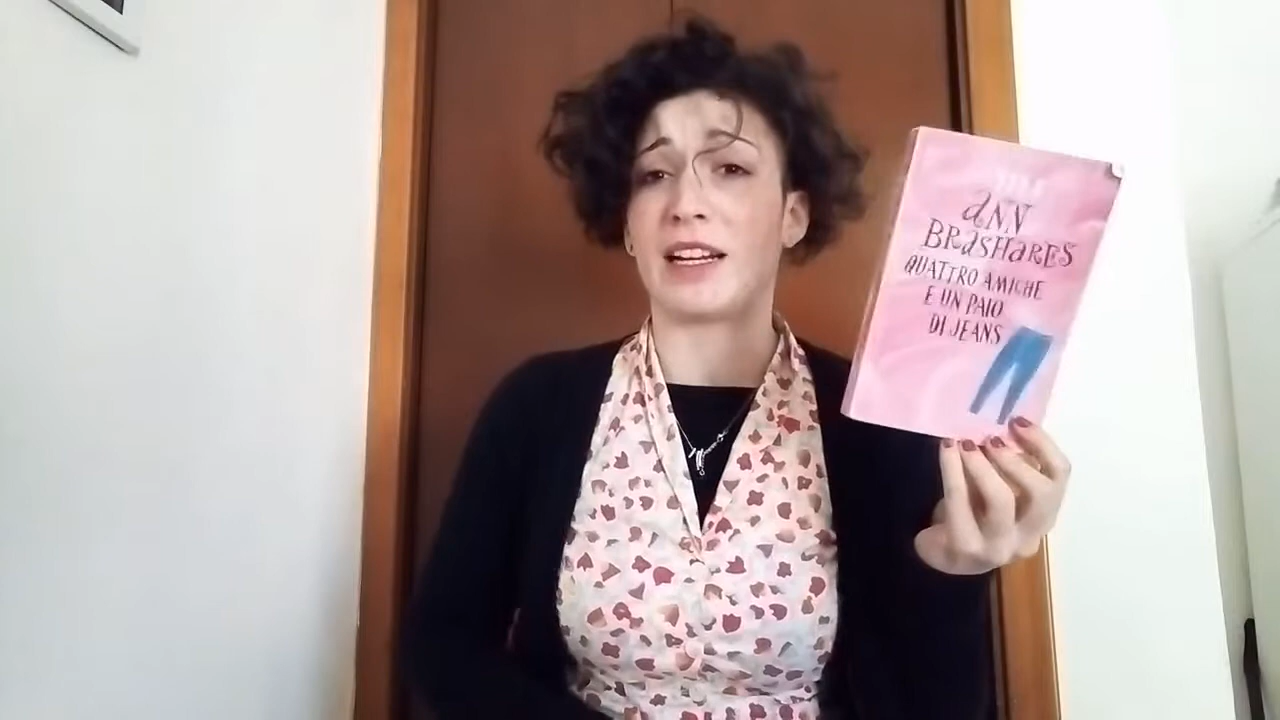 aNN
BRaSHaReS
QUATTRO AMICHE
E UN PAIO
DI JEANS